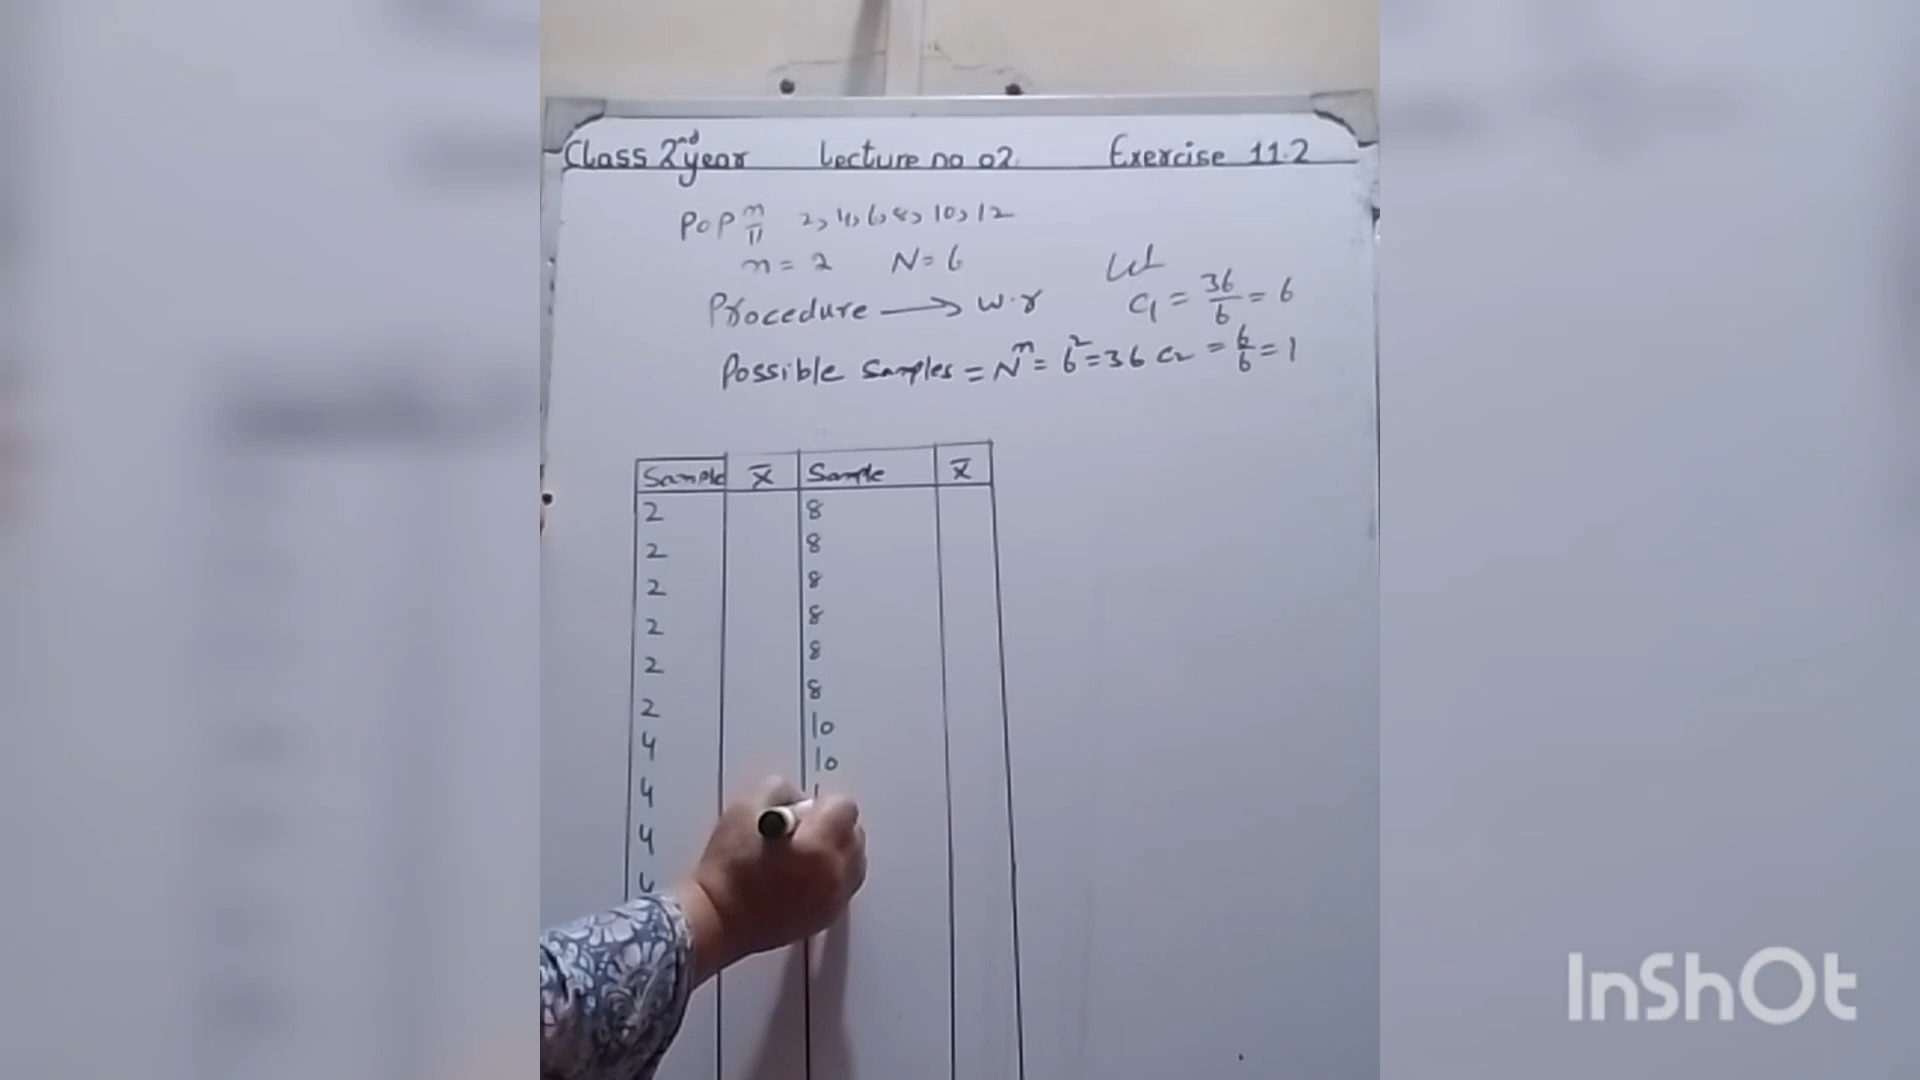 Class 2nd year Lecture no 02 Exercise 11.2
POPn 2, 4, 6, 8, 10, 12
n = 2 N = 6
Procedure → w.r
Let
C1 = 36/6 = 6
Possible Samples = N^n = 6^2 = 36
C2 = 6/6 = 1
Sample x̄ Sample x̄
2 8
2 8
2 8
2 8
2 8
2 8
4 10
4 10
4
4
InShOt